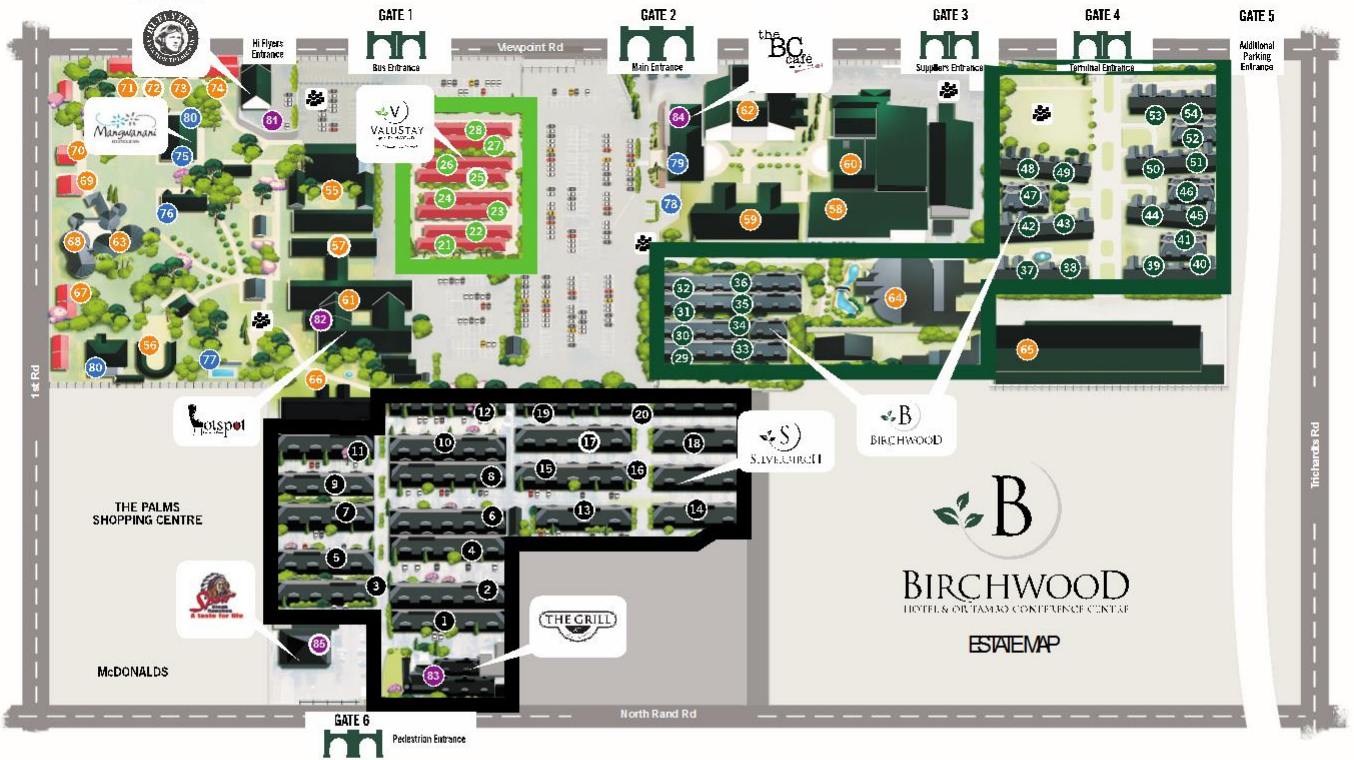 GATE 1
GATE 2
GATE 3
GATE 4
GATE 5
HI-FLYERZ
Hi Flyers
Entrance
Bus Entrance
Viewpoint Rd
Main Entrance
the
BC
cafe
Suppliers Entrance
Terminal Entrance
Additional
Parking
Entrance
71
72
73
74
81
80
Mangwanani
75
70
69
76
68
63
67
80
56
77
V
VALUSTAY
28
27
26
25
24
23
22
21
55
57
61
82
66
84
62
79
78
60
59
58
32
36
31
35
30
34
29
33
64
65
53
54
52
48
49
50
51
47
46
42
43
44
45
41
37
38
39
40
1st Rd
Trichardts Rd
Hotspot
12
19
20
11
10
17
18
9
8
15
16
7
6
13
14
5
4
3
2
1
83
85
S
SILVERBIRCH
B
BIRCHWOOD
THE PALMS
SHOPPING CENTRE
Spur
Steak Ranches
A taste for life
THE GRILL
McDONALDS
B
BIRCHWOOD
HOTEL & OR TAMBO CONFERENCE CENTRE
ESTATE MAP
North Rand Rd
GATE 6
Pedestrian Entrance